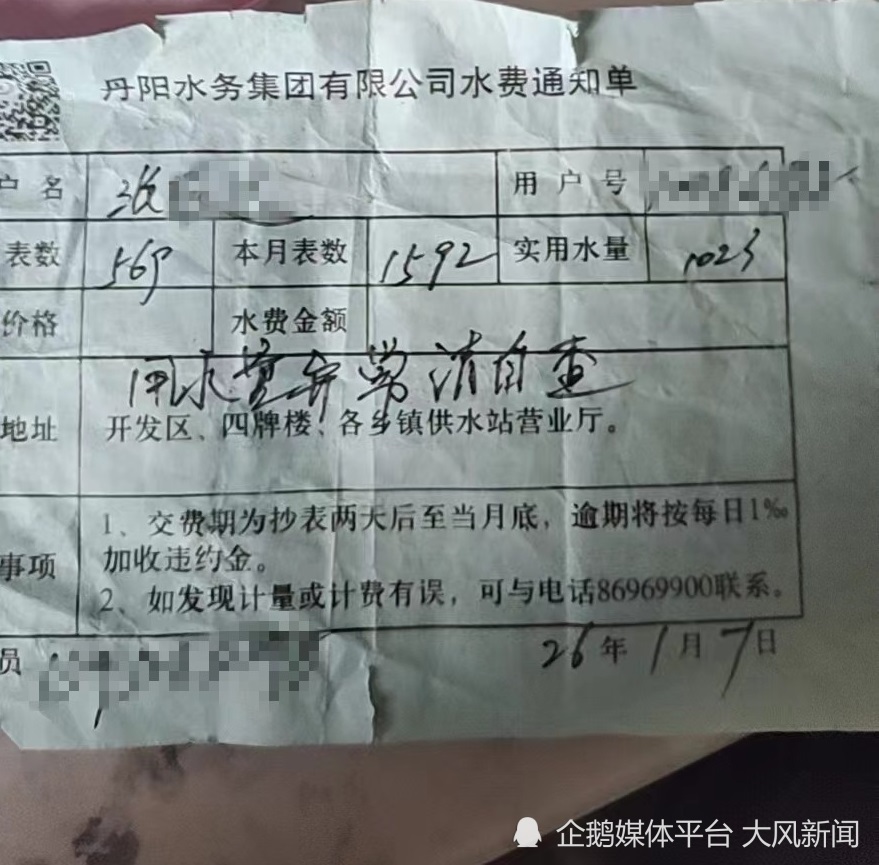 丹阳水务集团有限公司水费通知单
户名 张 用户号
表数 569 本月表数 1592 实用水量 1023
价格 水费金额
用水量异常请自查
地址 开发区、四牌楼、各乡镇供水站营业厅。
1、交费期为抄表两天后至当月底，逾期将按每日1‰
事项 加收违约金。
2、如发现计量或计费有误，可与电话86969900联系。
员 26年1月7日
企鹅媒体平台 大风新闻